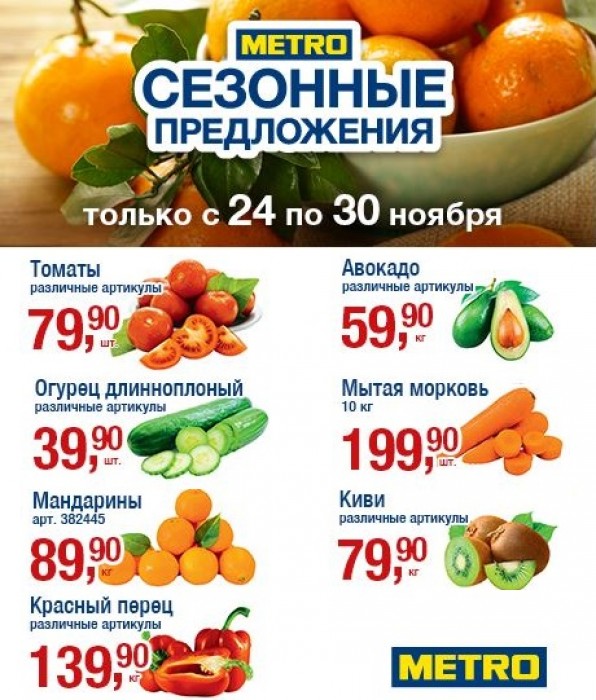 METRO
СЕЗОННЫЕ
ПРЕДЛОЖЕНИЯ
только с 24 по 30 ноября
Томаты
различные артикулы
79,90
шт.
Огурец длинноплоный
различные артикулы
39,90
шт.
Мандарины
арт. 382445
89,90
кг
Красный перец
различные артикулы
139,90
кг
Авокадо
различные артикулы
59,90
кг
Мытая морковь
10 кг
199,90
шт.
Киви
различные артикулы
79,90
кг
METRO